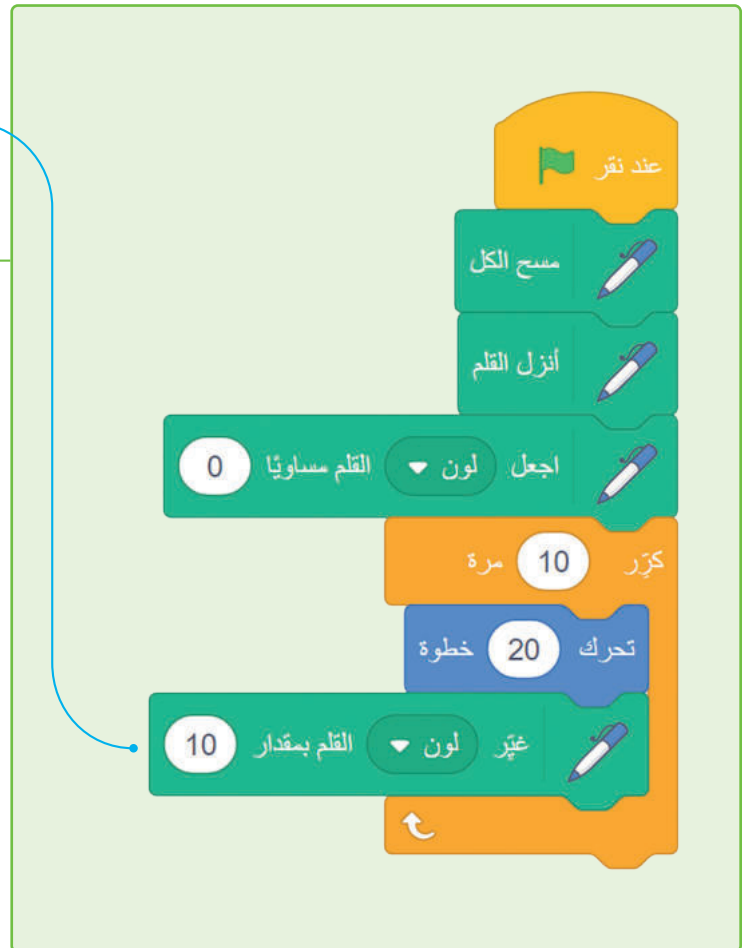 عند نقر
مسح الكل
أنزل القلم
اجعل لون القلم مساويًا 0
كرِّر 10 مرة
تحرك 20 خطوة
غيِّر لون القلم بمقدار 10